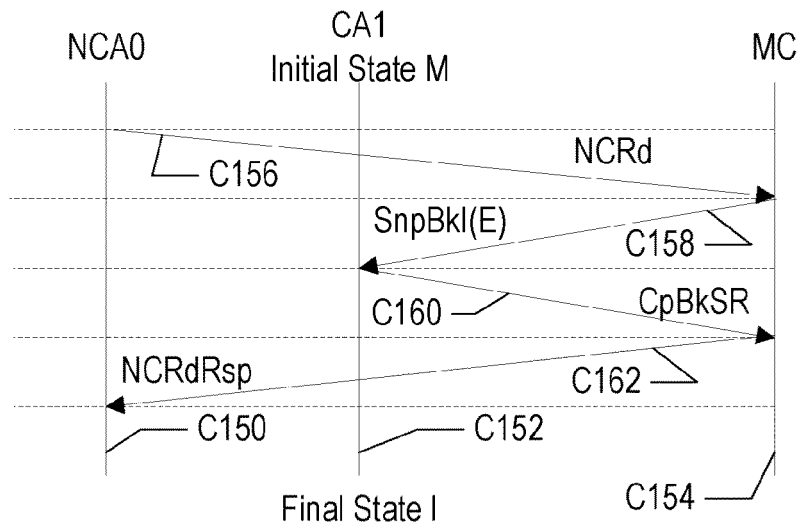 NCA0
CA1
Initial State M
MC
NCRd
C156
SnpBkI(E)
C158
C160
CpBkSR
NCRdRsp
C162
C150
C152
C154
Final State I